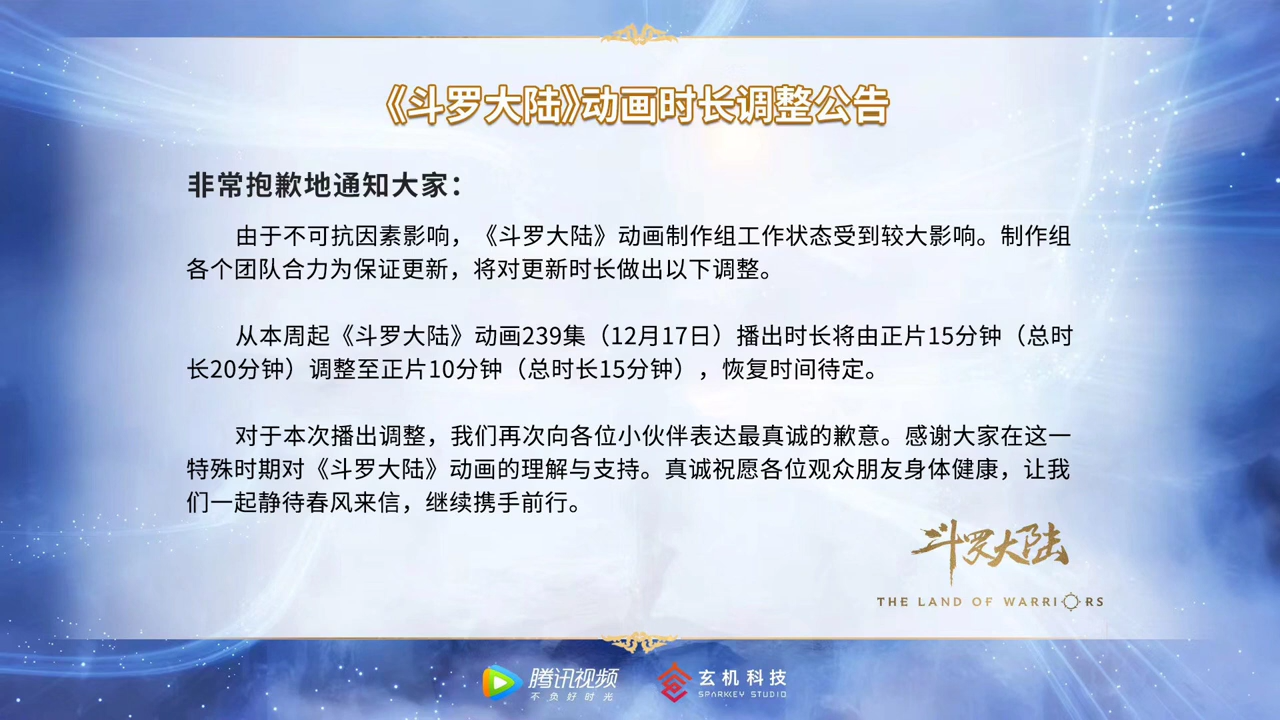 《斗罗大陆》动画时长调整公告
非常抱歉地通知大家：
由于不可抗因素影响，《斗罗大陆》动画制作组工作状态受到较大影响。制作组
各个团队合力为保证更新，将对更新时长做出以下调整。
从本周起《斗罗大陆》动画239集（12月17日）播出时长将由正片15分钟（总时
长20分钟）调整至正片10分钟（总时长15分钟），恢复时间待定。
对于本次播出调整，我们再次向各位小伙伴表达最真诚的歉意。感谢大家在这一
特殊时期对《斗罗大陆》动画的理解与支持。真诚祝愿各位观众朋友身体健康，让我
们一起静待春风来信，继续携手前行。
斗罗大陆
THE LAND OF WARRIORS
腾讯视频 玄机科技
不负好时光 SPARKEY STUDIO